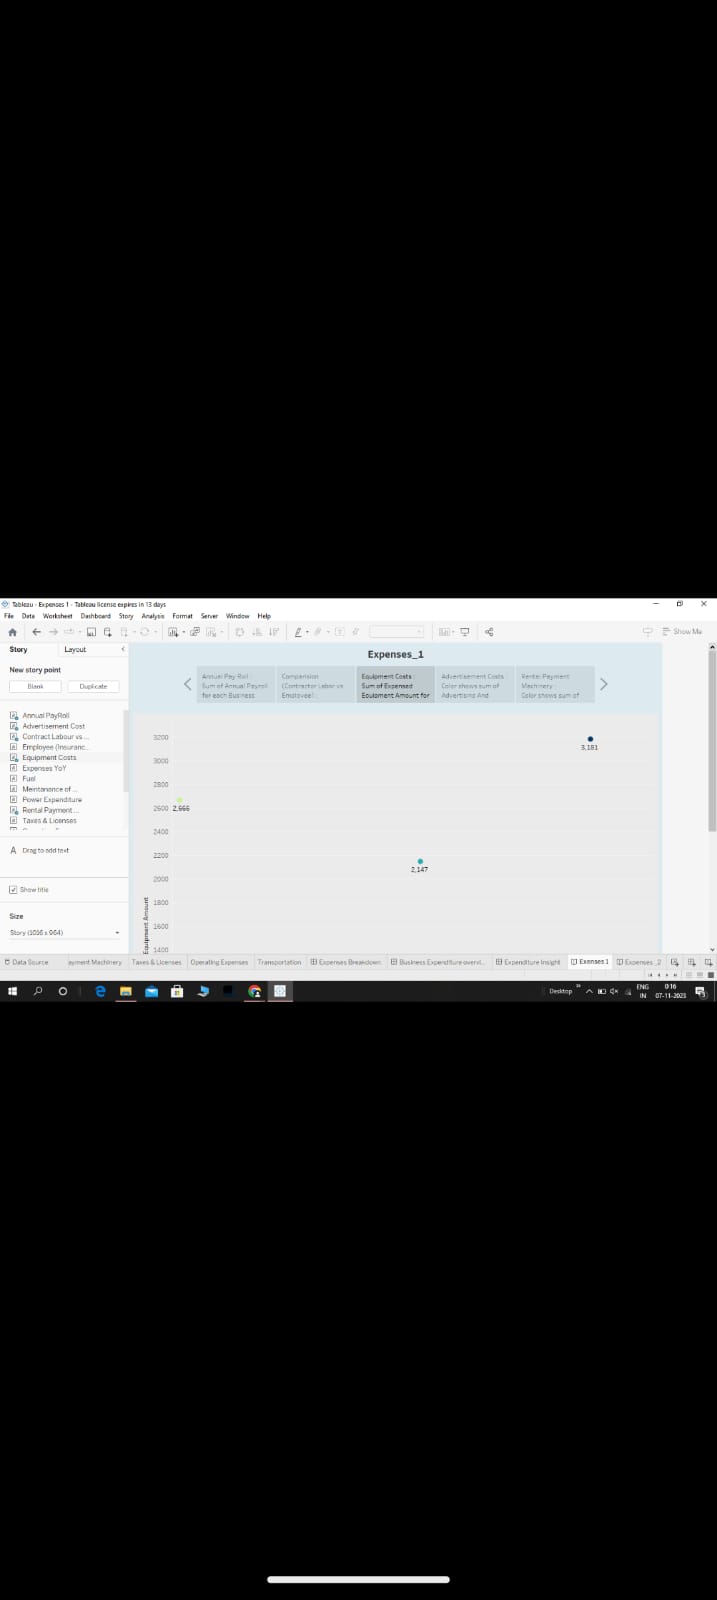 Tableau - Expenses 1 - Tableau license expires in 13 days
File Data Worksheet Dashboard Story Analysis Format Server Window Help
Show Me
Story Layout
New story point
Blank Duplicate
Annual PayRoll
Advertisement Cost
Contract Labour vs ...
Employee (Insuranc...
Equipment Costs
Expenses YoY
Fuel
Meintanance of ...
Power Expenditure
Rental Payment ...
Taxes & Licenses
A Drag to add text
Show title
Size
Story (1016 x 964)
Expenses_1
Annual Pay Roll :
Sum of Annual Payroll
for each Business
Comparision
(Contractor Labor vs
Employee) :
Equipment Costs :
Sum of Expensed
Equipment Amount for
Advertisement Costs :
Color shows sum of
Advertising And
Rental Payment
Machinery :
Color shows sum of
3200
3000
2800
2600
2400
2200
2000
1800
1600
1400
Equipment Amount
3,181
2,666
2,147
Data Source
ayment Machinery
Taxes & Licenses
Operating Expenses
Transportation
Expenses Breakdown
Business Expenditure overvi...
Expenditure Insight
Expenses 1
Expenses _2
Desktop
ENG
IN
0:16
07-11-2023